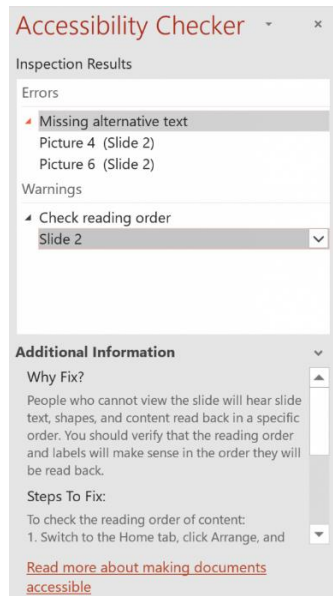 Accessibility Checker
Inspection Results
Errors
Missing alternative text
Picture 4 (Slide 2)
Picture 6 (Slide 2)
Warnings
Check reading order
Slide 2
Additional Information
Why Fix?
People who cannot view the slide will hear slide
text, shapes, and content read back in a specific
order. You should verify that the reading order
and labels will make sense in the order they will
be read back.
Steps To Fix:
To check the reading order of content:
1. Switch to the Home tab, click Arrange, and
Read more about making documents
accessible